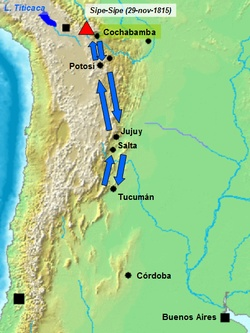 L. Titicaca
Sipe-Sipe (29-nov-1815)
Cochabamba
Potosí
Jujuy
Salta
Tucumán
Córdoba
Buenos Aires